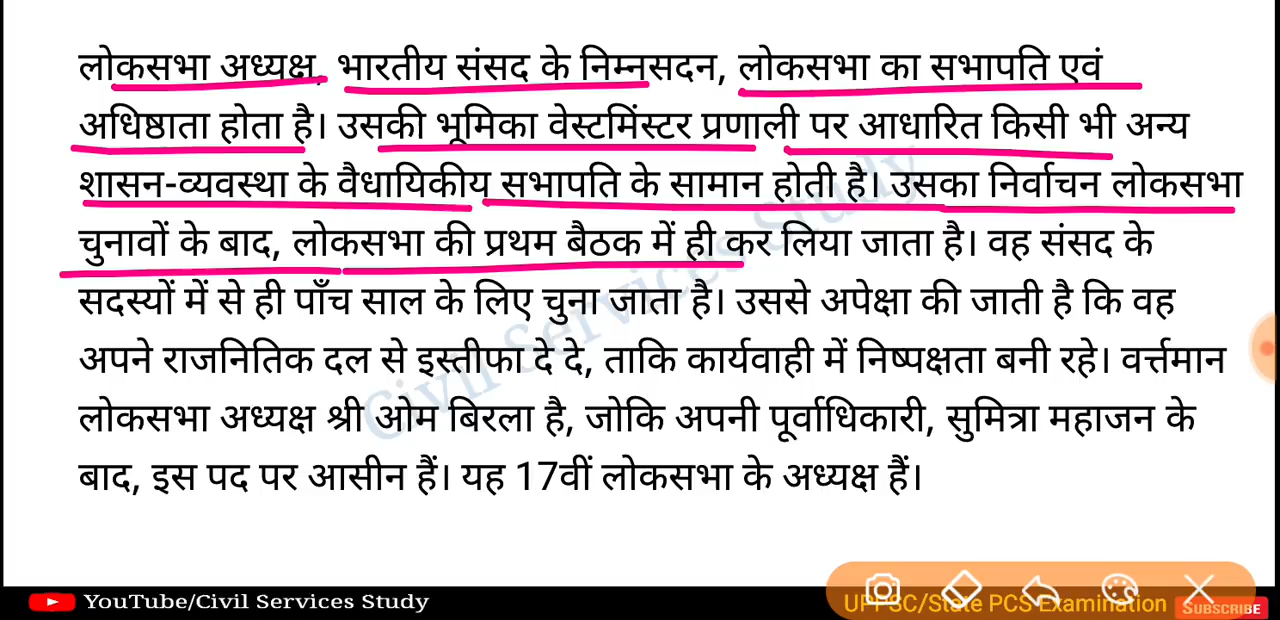 लोकसभा अध्यक्ष, भारतीय संसद के निम्नसदन, लोकसभा का सभापति एवं
अधिष्ठाता होता है। उसकी भूमिका वेस्टमिंस्टर प्रणाली पर आधारित किसी भी अन्य
शासन-व्यवस्था के वैधायिकीय सभापति के सामान होती है। उसका निर्वाचन लोकसभा
चुनावों के बाद, लोकसभा की प्रथम बैठक में ही कर लिया जाता है। वह संसद के
सदस्यों में से ही पाँच साल के लिए चुना जाता है। उससे अपेक्षा की जाती है कि वह
अपने राजनितिक दल से इस्तीफा दे दे, ताकि कार्यवाही में निष्पक्षता बनी रहे। वर्त्तमान
लोकसभा अध्यक्ष श्री ओम बिरला है, जोकि अपनी पूर्वाधिकारी, सुमित्रा महाजन के
बाद, इस पद पर आसीन हैं। यह 17वीं लोकसभा के अध्यक्ष हैं।
Civil Services Study
YouTube/Civil Services Study
UPPSC/State PCS Examination
SUBSCRIBE